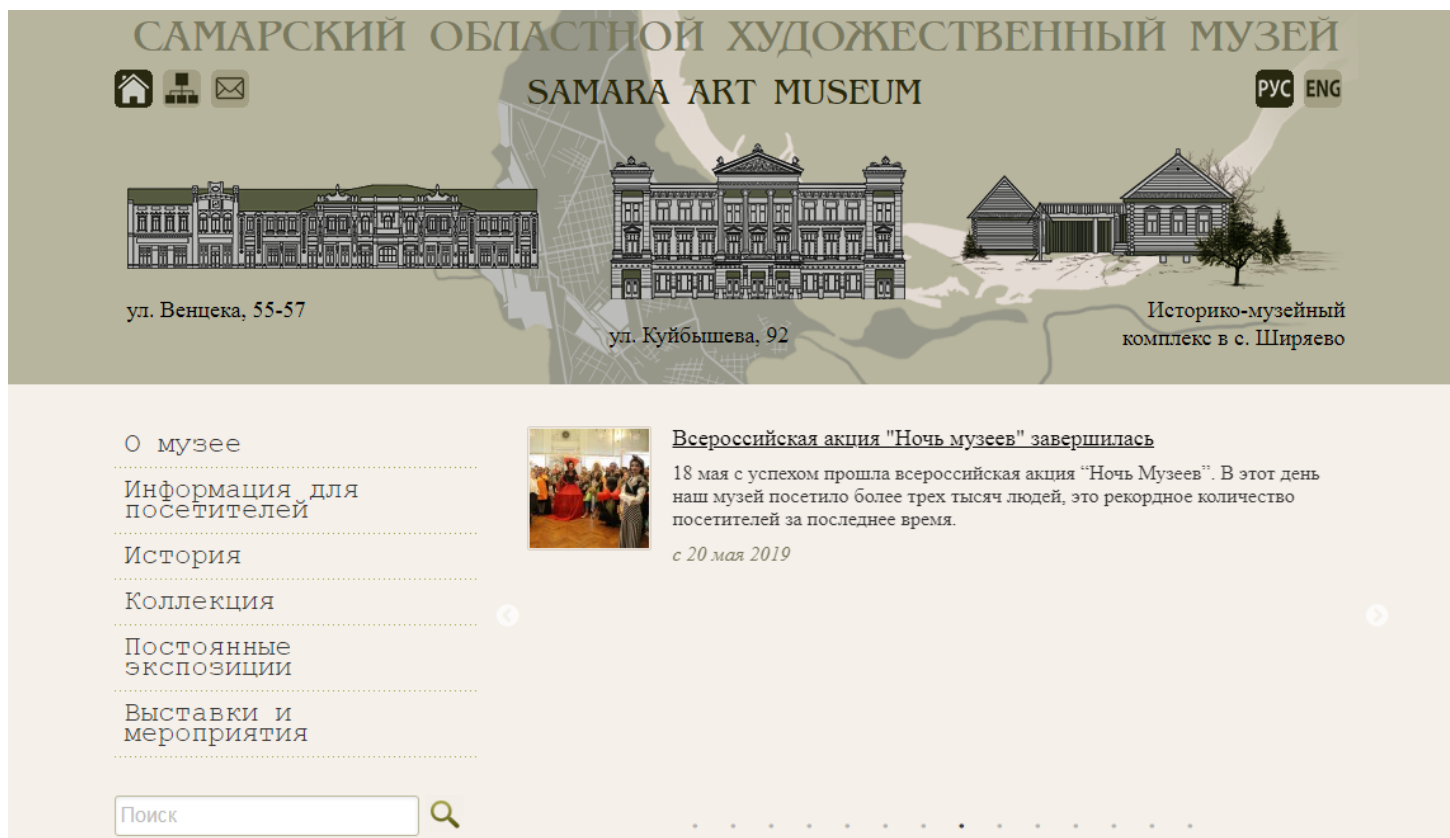 САМАРСКИЙ ОБЛАСТНОЙ ХУДОЖЕСТВЕННЫЙ МУЗЕЙ
SAMARA ART MUSEUM
РУС ENG
ул. Венцека, 55-57
ул. Куйбышева, 92
Историко-музейный
комплекс в с. Ширяево
О музее
Информация для
посетителей
История
Коллекция
Постоянные
экспозиции
Выставки и
мероприятия
Поиск
Всероссийская акция "Ночь музеев" завершилась
18 мая с успехом прошла всероссийская акция “Ночь Музеев”. В этот день
наш музей посетило более трех тысяч людей, это рекордное количество
посетителей за последнее время.
с 20 мая 2019